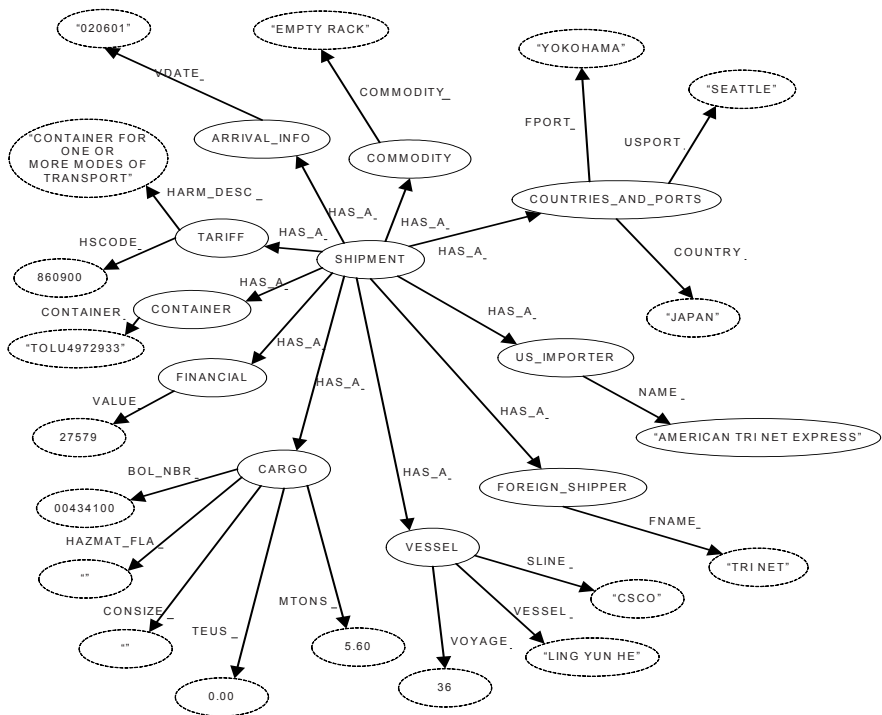 "020601"
"EMPTY RACK"
"YOKOHAMA"
"SEATTLE"
VDATE_
COMMODITY_
FPORT_
USPORT_
"CONTAINER FOR
ONE OR
MORE MODES OF
TRANSPORT"
ARRIVAL_INFO
COMMODITY
COUNTRIES_AND_PORTS
HARM_DESC_
HAS_A_
HAS_A_
HAS_A_
HAS_A_
TARIFF
HSCODE_
SHIPMENT
COUNTRY_
860900
HAS_A_
CONTAINER
CONTAINER_
"JAPAN"
HAS_A_
"TOLU4972933"
HAS_A_
US_IMPORTER
FINANCIAL
HAS_A_
VALUE_
NAME_
27579
HAS_A_
"AMERICAN TRI NET EXPRESS"
BOL_NBR_
CARGO
HAS_A_
FOREIGN_SHIPPER
00434100
FNAME_
HAZMAT_FLA_
VESSEL
SLINE_
"TRI NET"
""
CONSIZE_
TEUS_
MTONS_
"CSCO"
VESSEL_
VOYAGE_
""
5.60
"LING YUN HE"
0.00
36